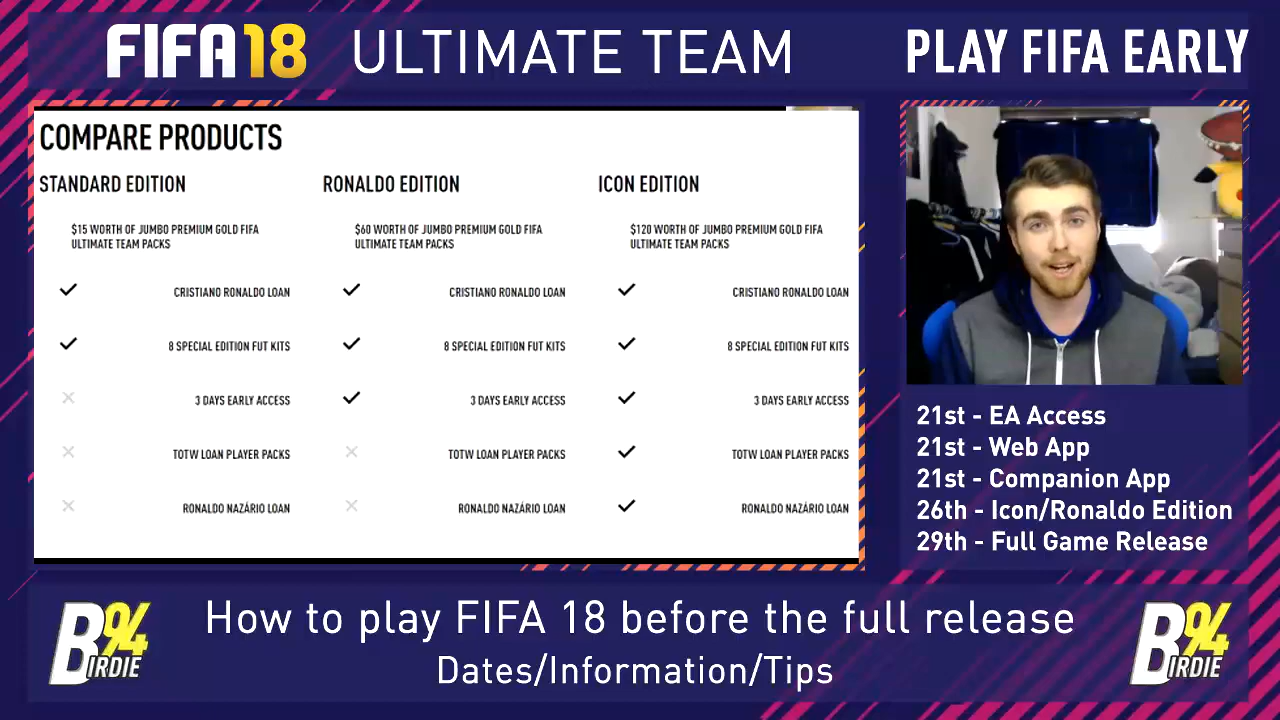 FIFA 18 ULTIMATE TEAM
PLAY FIFA EARLY
COMPARE PRODUCTS
STANDARD EDITION
$15 WORTH OF JUMBO PREMIUM GOLD FIFA
ULTIMATE TEAM PACKS
CRISTIANO RONALDO LOAN
8 SPECIAL EDITION FUT KITS
3 DAYS EARLY ACCESS
TOTW LOAN PLAYER PACKS
RONALDO NAZÁRIO LOAN
RONALDO EDITION
$60 WORTH OF JUMBO PREMIUM GOLD FIFA
ULTIMATE TEAM PACKS
CRISTIANO RONALDO LOAN
8 SPECIAL EDITION FUT KITS
3 DAYS EARLY ACCESS
TOTW LOAN PLAYER PACKS
RONALDO NAZÁRIO LOAN
ICON EDITION
$120 WORTH OF JUMBO PREMIUM GOLD FIFA
ULTIMATE TEAM PACKS
CRISTIANO RONALDO LOAN
8 SPECIAL EDITION FUT KITS
3 DAYS EARLY ACCESS
TOTW LOAN PLAYER PACKS
RONALDO NAZÁRIO LOAN
21st - EA Access
21st - Web App
21st - Companion App
26th - Icon/Ronaldo Edition
29th - Full Game Release
B94
BIRDIE
How to play FIFA 18 before the full release
Dates/Information/Tips
B94
BIRDIE